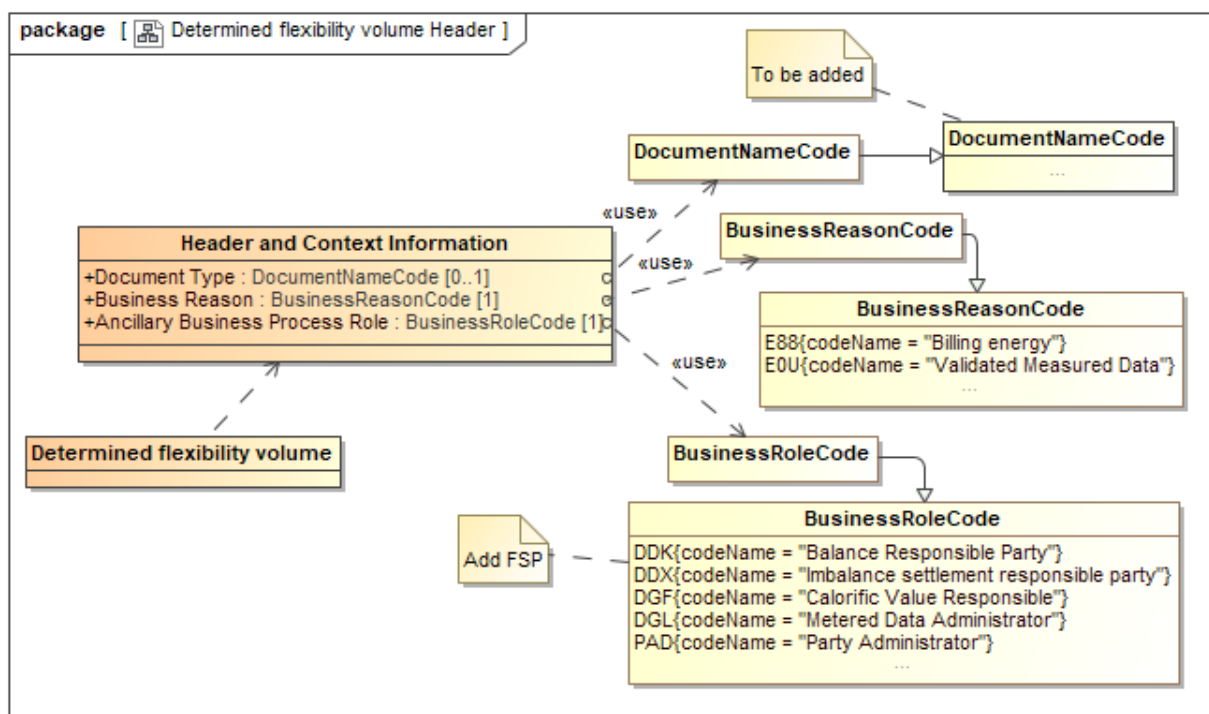 package [ Determined flexibility volume Header ]
To be added
DocumentNameCode
DocumentNameCode
...
«use»
BusinessReasonCode
«use»
Header and Context Information
+Document Type : DocumentNameCode [0..1]
+Business Reason : BusinessReasonCode [1]
+Ancillary Business Process Role : BusinessRoleCode [1]
BusinessReasonCode
E88{codeName = "Billing energy"}
E0U{codeName = "Validated Measured Data"}
...
«use»
Determined flexibility volume
BusinessRoleCode
BusinessRoleCode
Add FSP
DDK{codeName = "Balance Responsible Party"}
DDX{codeName = "Imbalance settlement responsible party"}
DGF{codeName = "Calorific Value Responsible"}
DGL{codeName = "Metered Data Administrator"}
PAD{codeName = "Party Administrator"}
...